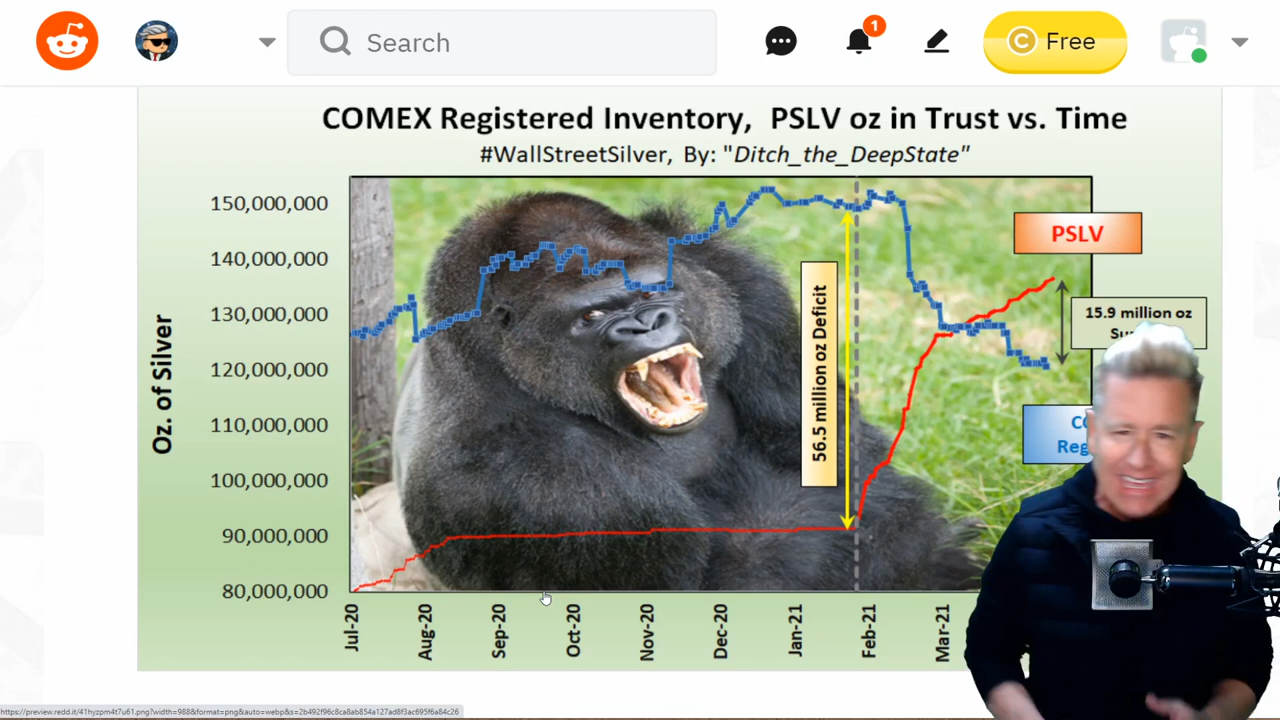 Search
1
© Free
COMEX Registered Inventory, PSLV oz in Trust vs. Time
#WallStreetSilver, By: "Ditch_the_DeepState"
Oz. of Silver
150,000,000
140,000,000
130,000,000
120,000,000
110,000,000
100,000,000
90,000,000
80,000,000
56.5 million oz Deficit
PSLV
15.9 million oz
Jul-20
Aug-20
Sep-20
Oct-20
Nov-20
Dec-20
Jan-21
Feb-21
Mar-21